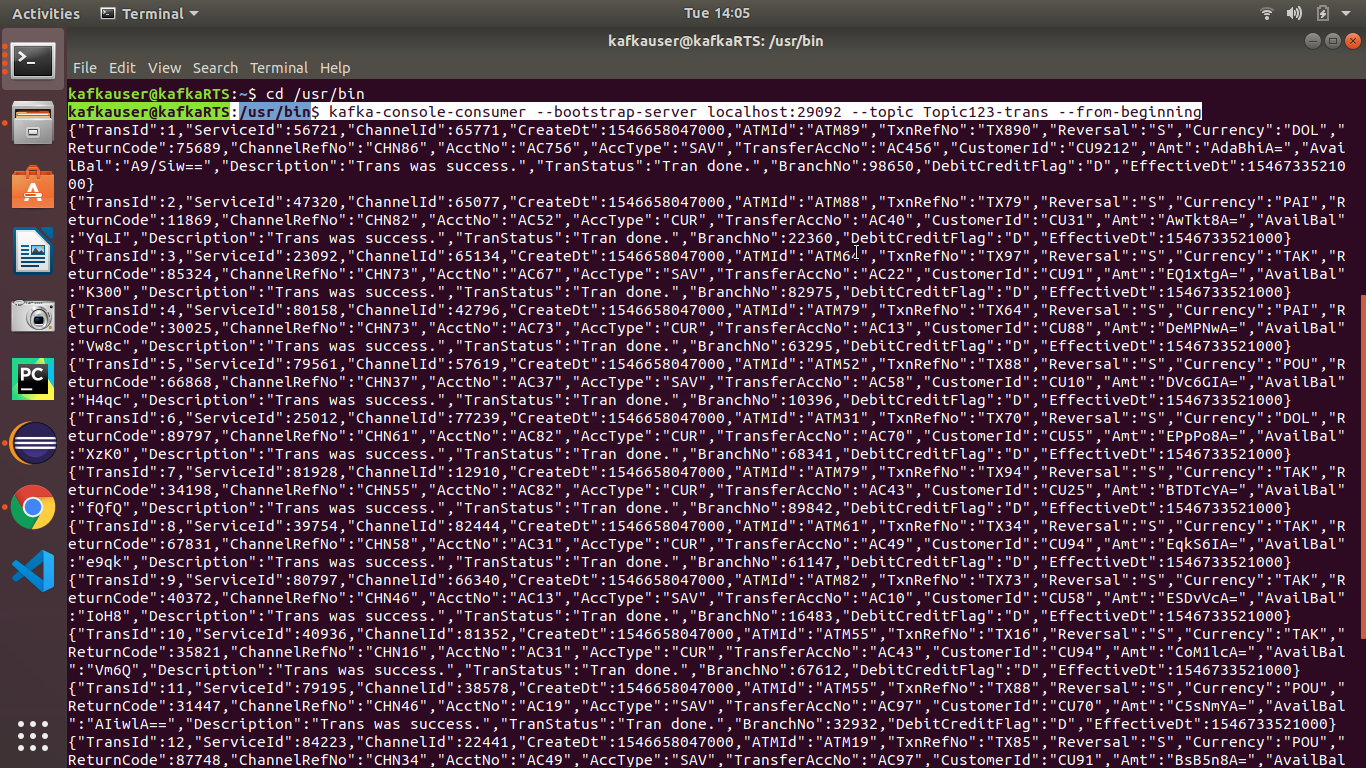 Activities Terminal Tue 14:05
kafkauser@kafkaRTS: /usr/bin
File Edit View Search Terminal Help
kafkauser@kafkaRTS:~$ cd /usr/bin
kafkauser@kafkaRTS:/usr/bin$ kafka-console-consumer --bootstrap-server localhost:29092 --topic Topic123-trans --from-beginning
{"TransId":1,"ServiceId":56721,"ChannelId":65771,"CreateDt":1546658047000,"ATMId":"ATM89","TxnRefNo":"TX890","Reversal":"S","Currency":"DOL","
ReturnCode":75689,"ChannelRefNo":"CHN86","AcctNo":"AC756","AccType":"SAV","TransferAccNo":"AC456","CustomerId":"CU9212","Amt":"AdaBhiA=","Avai
lBal":"A9/Siw==","Description":"Trans was success.","TranStatus":"Tran done.","BranchNo":98650,"DebitCreditFlag":"D","EffectiveDt":15467335210
00}
{"TransId":2,"ServiceId":47320,"ChannelId":65077,"CreateDt":1546658047000,"ATMId":"ATM88","TxnRefNo":"TX79","Reversal":"S","Currency":"PAI","R
eturnCode":11869,"ChannelRefNo":"CHN82","AcctNo":"AC52","AccType":"CUR","TransferAccNo":"AC40","CustomerId":"CU31","Amt":"AwTkt8A=","AvailBal"
:"YqLI","Description":"Trans was success.","TranStatus":"Tran done.","BranchNo":22360,"DebitCreditFlag":"D","EffectiveDt":1546733521000}
{"TransId":3,"ServiceId":23092,"ChannelId":65134,"CreateDt":1546658047000,"ATMId":"ATM64","TxnRefNo":"TX97","Reversal":"S","Currency":"TAK","R
eturnCode":85324,"ChannelRefNo":"CHN73","AcctNo":"AC67","AccType":"SAV","TransferAccNo":"AC22","CustomerId":"CU91","Amt":"EQ1xtgA=","AvailBal"
:"K300","Description":"Trans was success.","TranStatus":"Tran done.","BranchNo":82975,"DebitCreditFlag":"D","EffectiveDt":1546733521000}
{"TransId":4,"ServiceId":80158,"ChannelId":42796,"CreateDt":1546658047000,"ATMId":"ATM79","TxnRefNo":"TX64","Reversal":"S","Currency":"PAI","R
eturnCode":30025,"ChannelRefNo":"CHN73","AcctNo":"AC73","AccType":"CUR","TransferAccNo":"AC13","CustomerId":"CU88","Amt":"DeMPNwA=","AvailBal"
:"Vw8c","Description":"Trans was success.","TranStatus":"Tran done.","BranchNo":63295,"DebitCreditFlag":"D","EffectiveDt":1546733521000}
{"TransId":5,"ServiceId":79561,"ChannelId":57619,"CreateDt":1546658047000,"ATMId":"ATM52","TxnRefNo":"TX88","Reversal":"S","Currency":"POU","R
eturnCode":66868,"ChannelRefNo":"CHN37","AcctNo":"AC37","AccType":"SAV","TransferAccNo":"AC58","CustomerId":"CU10","Amt":"DVc6GIA=","AvailBal"
:"H4qc","Description":"Trans was success.","TranStatus":"Tran done.","BranchNo":10396,"DebitCreditFlag":"D","EffectiveDt":1546733521000}
{"TransId":6,"ServiceId":25012,"ChannelId":77239,"CreateDt":1546658047000,"ATMId":"ATM31","TxnRefNo":"TX70","Reversal":"S","Currency":"DOL","R
eturnCode":89797,"ChannelRefNo":"CHN61","AcctNo":"AC82","AccType":"CUR","TransferAccNo":"AC70","CustomerId":"CU55","Amt":"EPpPo8A=","AvailBal"
:"XzK0","Description":"Trans was success.","TranStatus":"Tran done.","BranchNo":68341,"DebitCreditFlag":"D","EffectiveDt":1546733521000}
{"TransId":7,"ServiceId":81928,"ChannelId":12910,"CreateDt":1546658047000,"ATMId":"ATM79","TxnRefNo":"TX94","Reversal":"S","Currency":"TAK","R
eturnCode":34198,"ChannelRefNo":"CHN55","AcctNo":"AC82","AccType":"CUR","TransferAccNo":"AC43","CustomerId":"CU25","Amt":"BTDTcYA=","AvailBal"
:"fQfQ","Description":"Trans was success.","TranStatus":"Tran done.","BranchNo":89842,"DebitCreditFlag":"D","EffectiveDt":1546733521000}
{"TransId":8,"ServiceId":39754,"ChannelId":82444,"CreateDt":1546658047000,"ATMId":"ATM61","TxnRefNo":"TX34","Reversal":"S","Currency":"TAK","R
eturnCode":67831,"ChannelRefNo":"CHN58","AcctNo":"AC31","AccType":"CUR","TransferAccNo":"AC49","CustomerId":"CU94","Amt":"EqkS6IA=","AvailBal"
:"e9qk","Description":"Trans was success.","TranStatus":"Tran done.","BranchNo":61147,"DebitCreditFlag":"D","EffectiveDt":1546733521000}
{"TransId":9,"ServiceId":80797,"ChannelId":66340,"CreateDt":1546658047000,"ATMId":"ATM82","TxnRefNo":"TX73","Reversal":"S","Currency":"TAK","R
eturnCode":40372,"ChannelRefNo":"CHN46","AcctNo":"AC13","AccType":"SAV","TransferAccNo":"AC10","CustomerId":"CU58","Amt":"ESDvVcA=","AvailBal"
:"IoH8","Description":"Trans was success.","TranStatus":"Tran done.","BranchNo":16483,"DebitCreditFlag":"D","EffectiveDt":1546733521000}
{"TransId":10,"ServiceId":40936,"ChannelId":81352,"CreateDt":1546658047000,"ATMId":"ATM55","TxnRefNo":"TX16","Reversal":"S","Currency":"TAK","
ReturnCode":35821,"ChannelRefNo":"CHN16","AcctNo":"AC31","AccType":"CUR","TransferAccNo":"AC43","CustomerId":"CU94","Amt":"CoM1lcA=","AvailBal
":"Vm6Q","Description":"Trans was success.","TranStatus":"Tran done.","BranchNo":67612,"DebitCreditFlag":"D","EffectiveDt":1546733521000}
{"TransId":11,"ServiceId":79195,"ChannelId":38578,"CreateDt":1546658047000,"ATMId":"ATM55","TxnRefNo":"TX88","Reversal":"S","Currency":"POU","
ReturnCode":31447,"ChannelRefNo":"CHN46","AcctNo":"AC19","AccType":"SAV","TransferAccNo":"AC97","CustomerId":"CU70","Amt":"C5sNmYA=","AvailBal
":"AIiwlA==","Description":"Trans was success.","TranStatus":"Tran done.","BranchNo":32932,"DebitCreditFlag":"D","EffectiveDt":1546733521000}
{"TransId":12,"ServiceId":84223,"ChannelId":22441,"CreateDt":1546658047000,"ATMId":"ATM19","TxnRefNo":"TX85","Reversal":"S","Currency":"POU","
ReturnCode":87748,"ChannelRefNo":"CHN34","AcctNo":"AC49","AccType":"SAV","TransferAccNo":"AC97","CustomerId":"CU91","Amt":"BsB5n8A=","AvailBal
PC